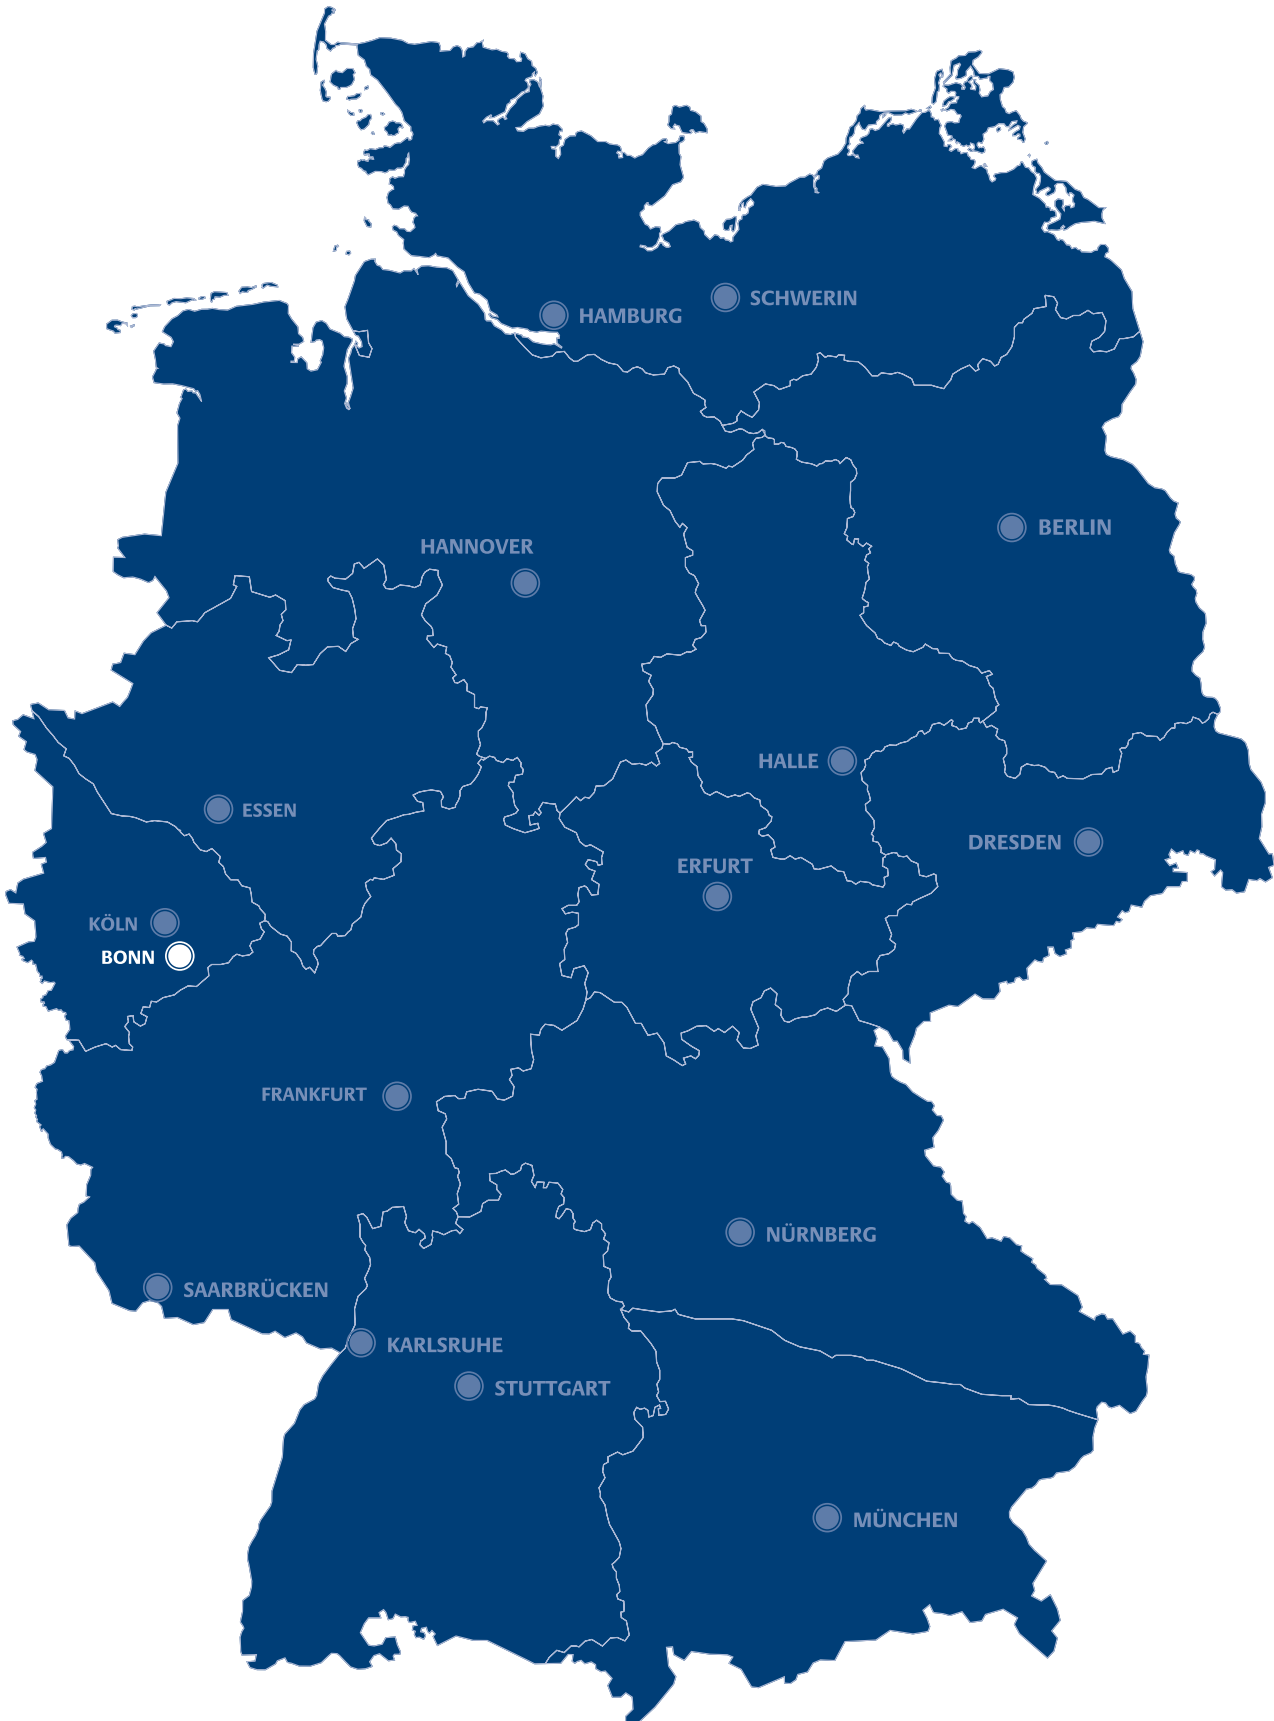 SCHWERIN
HAMBURG
BERLIN
HANNOVER
HALLE
ESSEN
DRESDEN
ERFURT
KÖLN
BONN
FRANKFURT
NÜRNBERG
SAARBRÜCKEN
KARLSRUHE
STUTTGART
MÜNCHEN